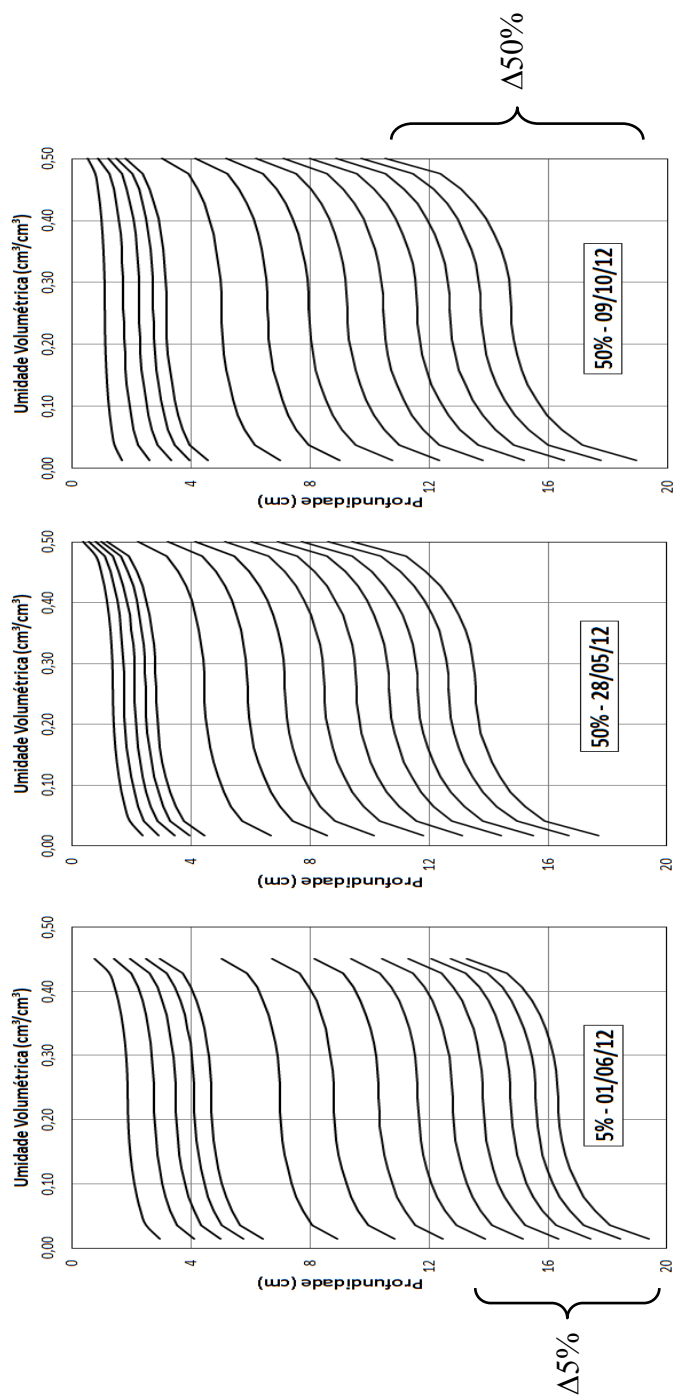 Umidade Volumétrica (cm³/cm³)
0,00 0,10 0,20 0,30 0,40 0,50
0
4
8
12
16
20
Profundidade (cm)
5% - 01/06/12
Δ5%
Umidade Volumétrica (cm³/cm³)
0,00 0,10 0,20 0,30 0,40 0,50
0
4
8
12
16
20
Profundidade (cm)
50% - 28/05/12
Umidade Volumétrica (cm³/cm³)
0,00 0,10 0,20 0,30 0,40 0,50
0
4
8
12
16
20
Profundidade (cm)
50% - 09/10/12
Δ50%